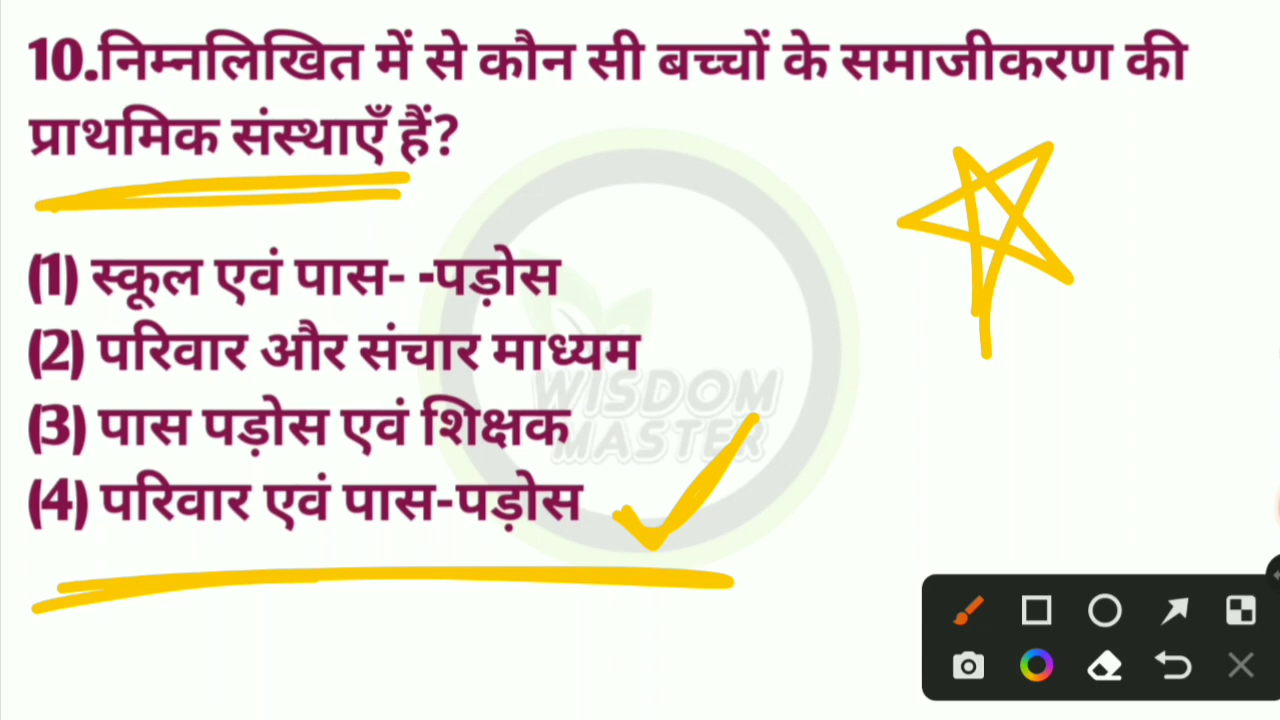 10.निम्नलिखित में से कौन सी बच्चों के समाजीकरण की
प्राथमिक संस्थाएँ हैं?
(1) स्कूल एवं पास- -पड़ोस
(2) परिवार और संचार माध्यम
(3) पास पड़ोस एवं शिक्षक
(4) परिवार एवं पास-पड़ोस
WISDOM
MASTER